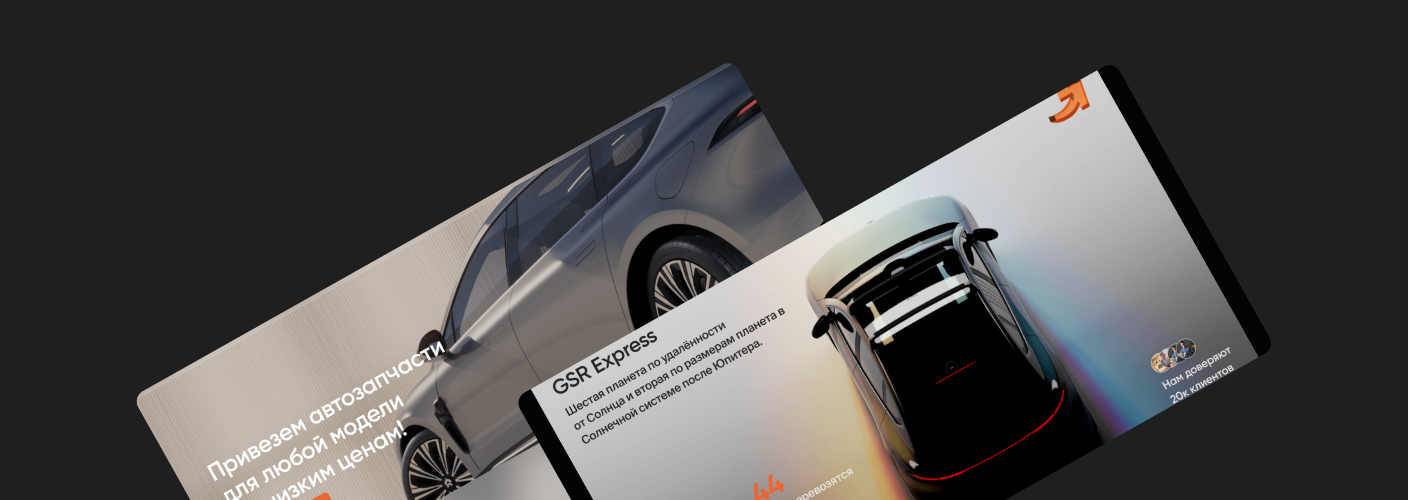 Привезем автозапчасти
для любой модели
низким ценам!
GSR Express
Шестая планета по удалённости
от Солнца и вторая по размерам планета в
Солнечной системе после Юпитера.
44
Нам доверяют
20к клиентов